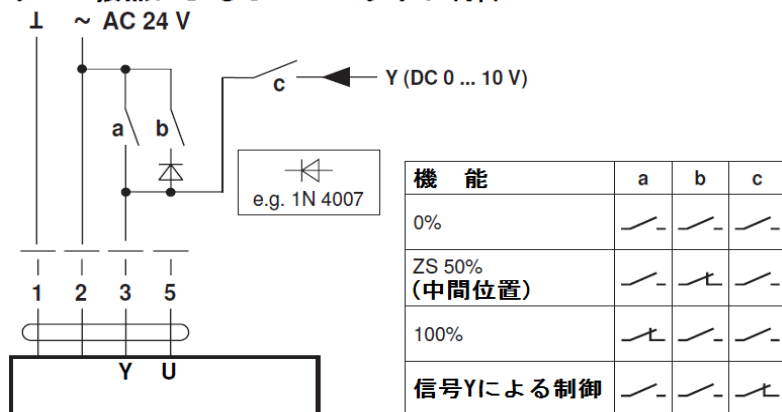 ⊥ ~ AC 24 V
c Y (DC 0 ... 10 V)
a b
e.g. 1N 4007
1 2 3 5
Y U
機 能 a b c
0%
ZS 50%
(中間位置)
100%
信号Yによる制御